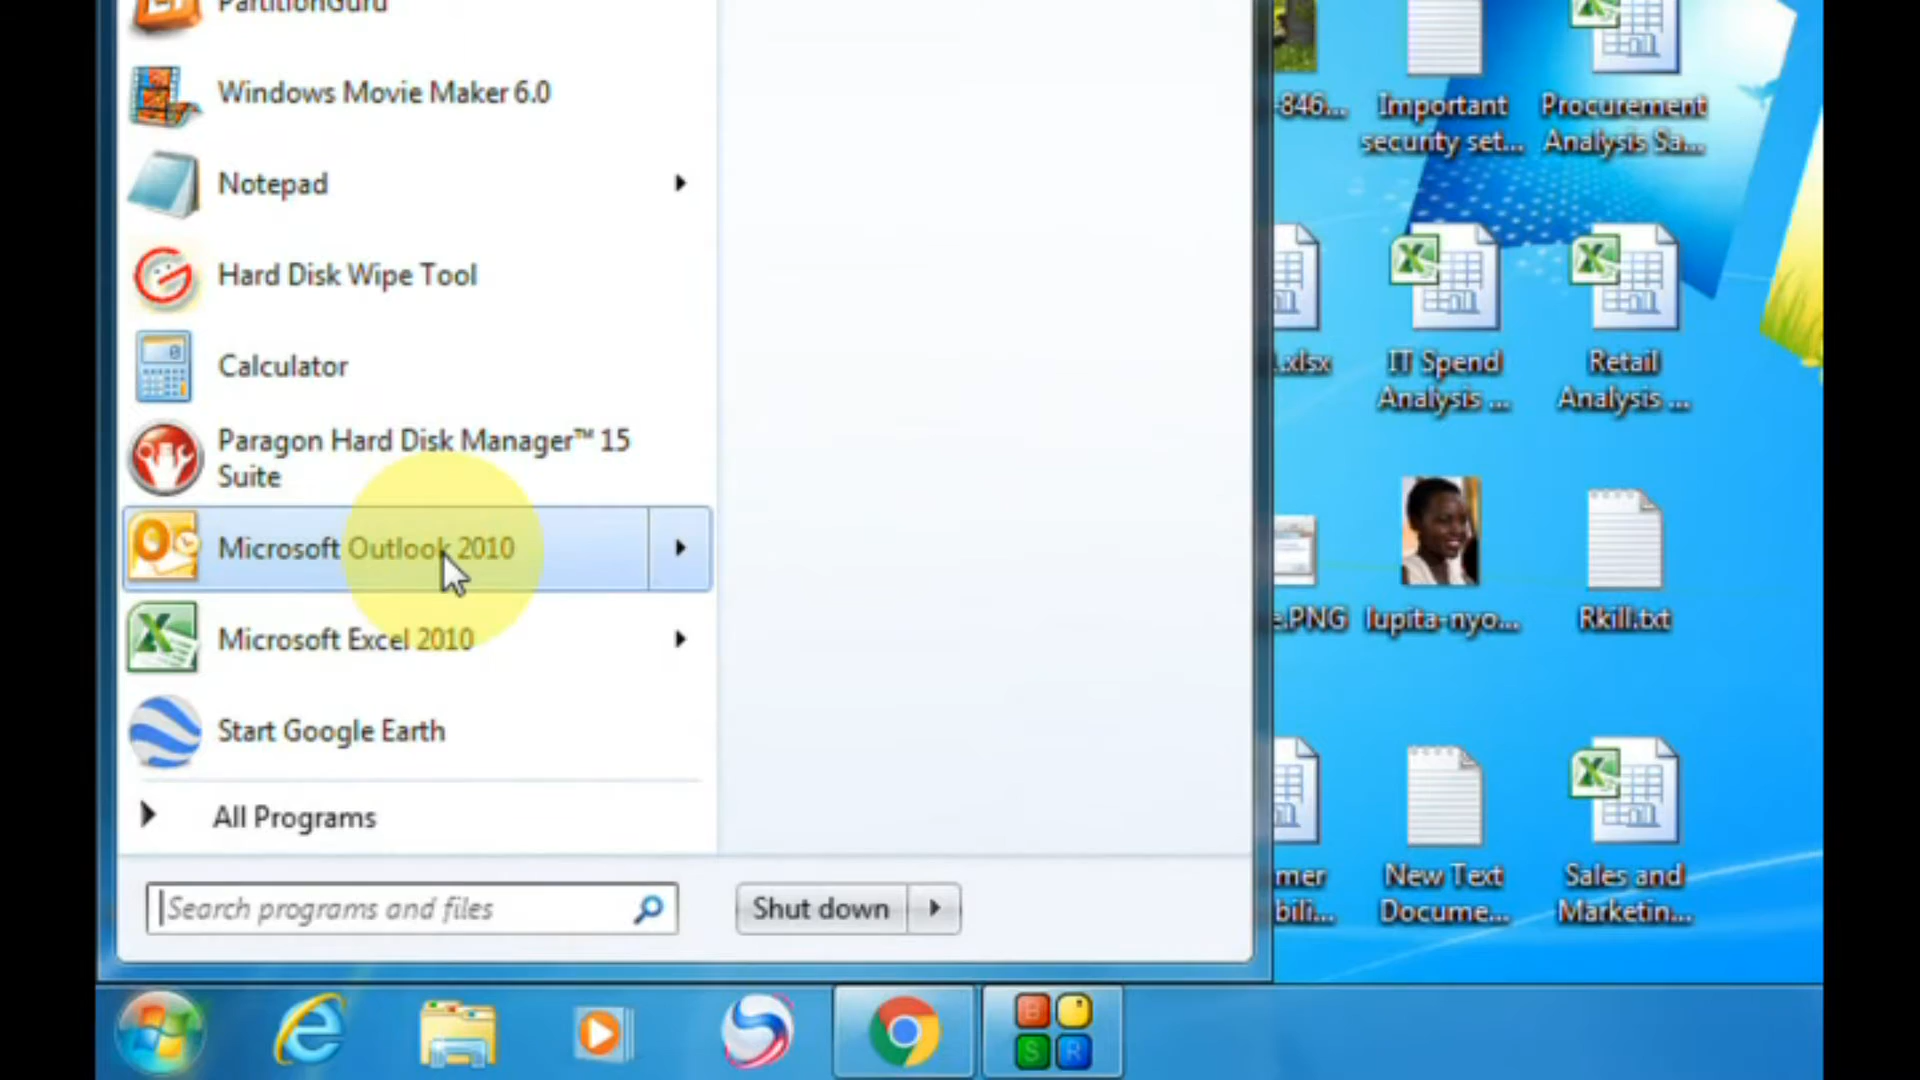 PartitionGuru
Windows Movie Maker 6.0
Notepad
Hard Disk Wipe Tool
Calculator
Paragon Hard Disk Manager™ 15
Suite
Microsoft Outlook 2010
Microsoft Excel 2010
Start Google Earth
All Programs
Search programs and files
Shut down
-846...
Important
security set...
Procurement
Analysis Sa...
.xlsx
IT Spend
Analysis ...
Retail
Analysis ...
e.PNG
lupita-nyo...
Rkill.txt
mer
bili...
New Text
Docume...
Sales and
Marketin...
B
S
R